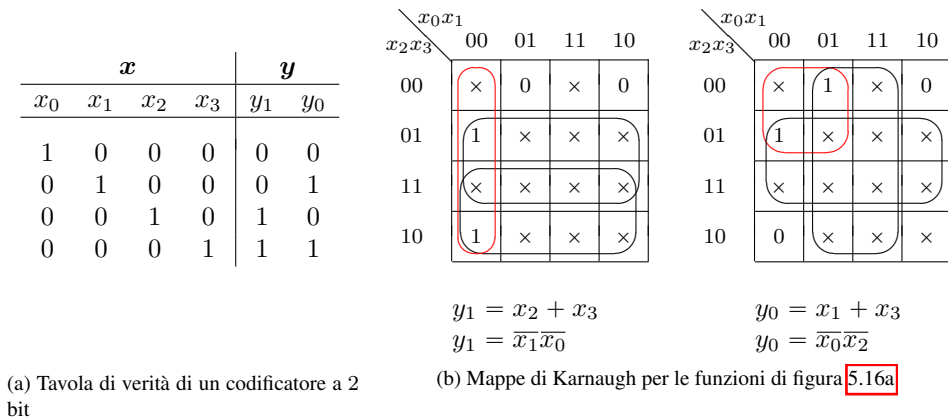 x y
x₀ x₁ x₂ x₃ y₁ y₀
1 0 0 0 0 0
0 1 0 0 0 1
0 0 1 0 1 0
0 0 0 1 1 1
(a) Tavola di verità di un codificatore a 2
bit
x₀x₁
x₂x₃ 00 01 11 10
00 × 0 × 0
01 1 × × ×
11 × × × ×
10 1 × × ×
y₁ = x₂ + x₃
y₁ = x̅₁x̅₀
x₀x₁
x₂x₃ 00 01 11 10
00 × 1 × 0
01 1 × × ×
11 × × × ×
10 0 × × ×
y₀ = x₁ + x₃
y₀ = x̅₀x̅₂
(b) Mappe di Karnaugh per le funzioni di figura 5.16a